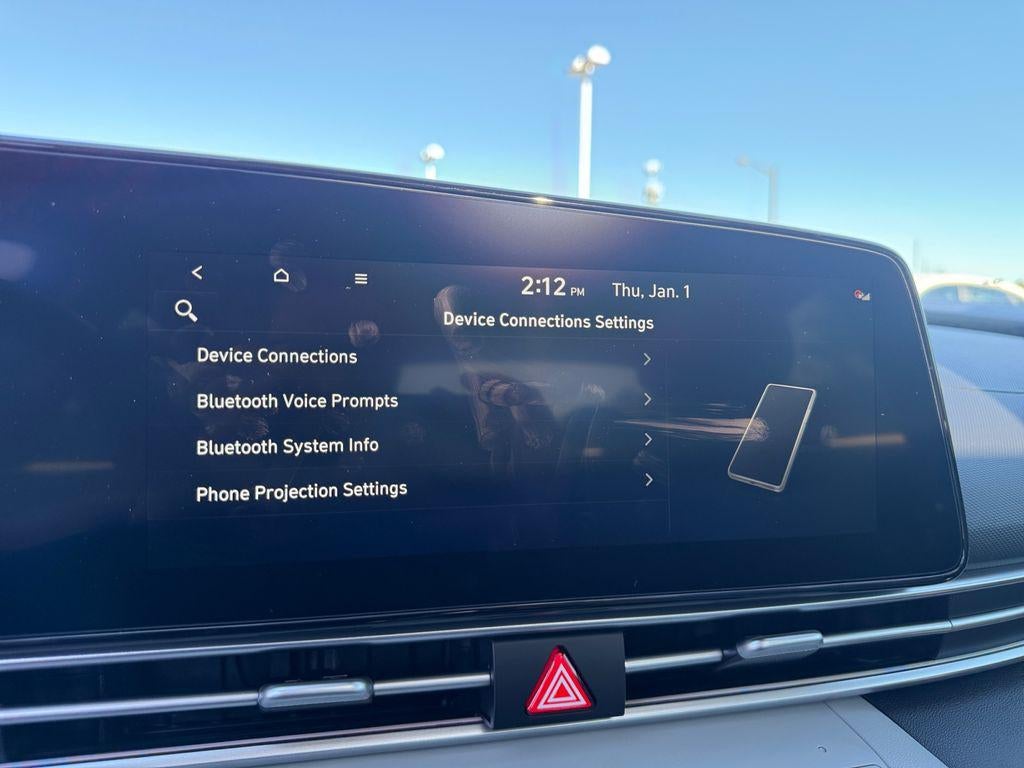 2:12 PM Thu, Jan. 1
Device Connections Settings
Device Connections
Bluetooth Voice Prompts
Bluetooth System Info
Phone Projection Settings